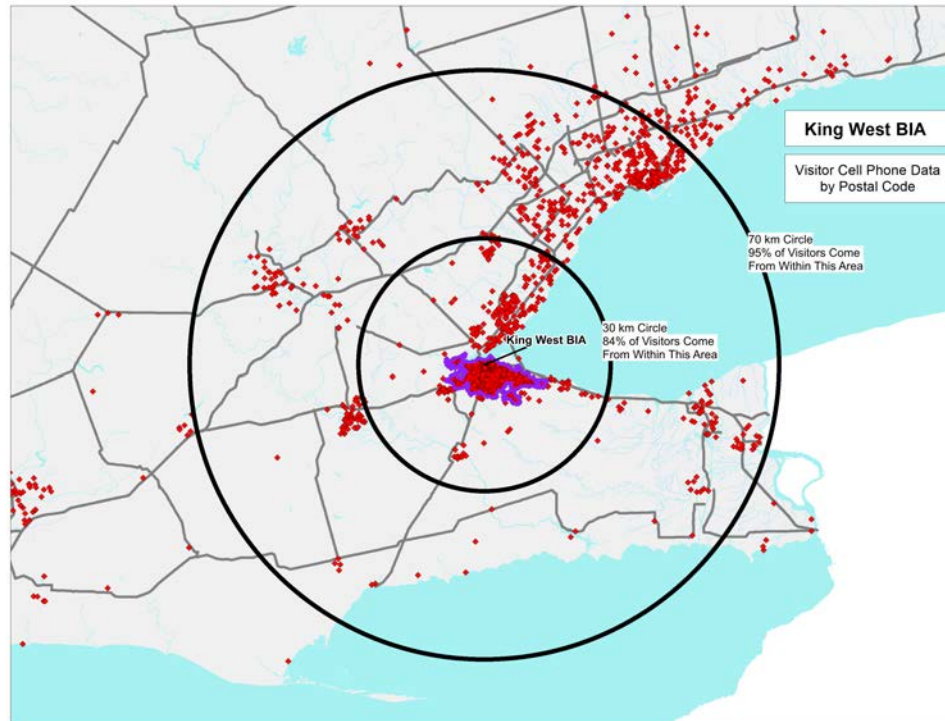 King West BIA
Visitor Cell Phone Data
by Postal Code
70 km Circle
95% of Visitors Come
From Within This Area
30 km Circle
84% of Visitors Come
From Within This Area
King West BIA